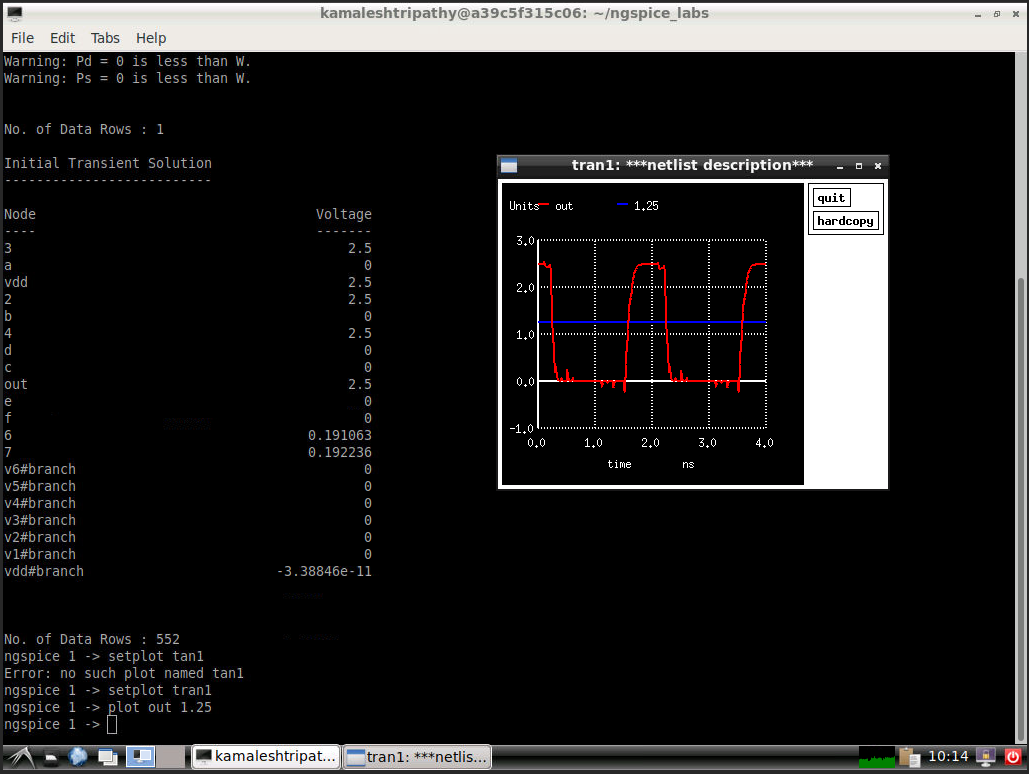 kamaleshtripathy@a39c5f315c06: ~/ngspice_labs
File Edit Tabs Help
Warning: Pd = 0 is less than W.
Warning: Ps = 0 is less than W.
No. of Data Rows : 1
Initial Transient Solution
--------------------------
Node Voltage
---- -------
3 2.5
a 0
vdd 2.5
2 2.5
b 0
4 2.5
d 0
c 0
out 2.5
e 0
f 0
6 0.191063
7 0.192236
v6#branch 0
v5#branch 0
v4#branch 0
v3#branch 0
v2#branch 0
v1#branch 0
vdd#branch -3.38846e-11
No. of Data Rows : 552
ngspice 1 -> setplot tan1
Error: no such plot named tan1
ngspice 1 -> setplot tran1
ngspice 1 -> plot out 1.25
ngspice 1 ->
tran1: ***netlist description***
quit
hardcopy
Units out 1.25
3.0
2.0
1.0
0.0
-1.0
0.0 1.0 2.0 3.0 4.0
time ns
kamaleshtripat... tran1: ***netlis... 10:14